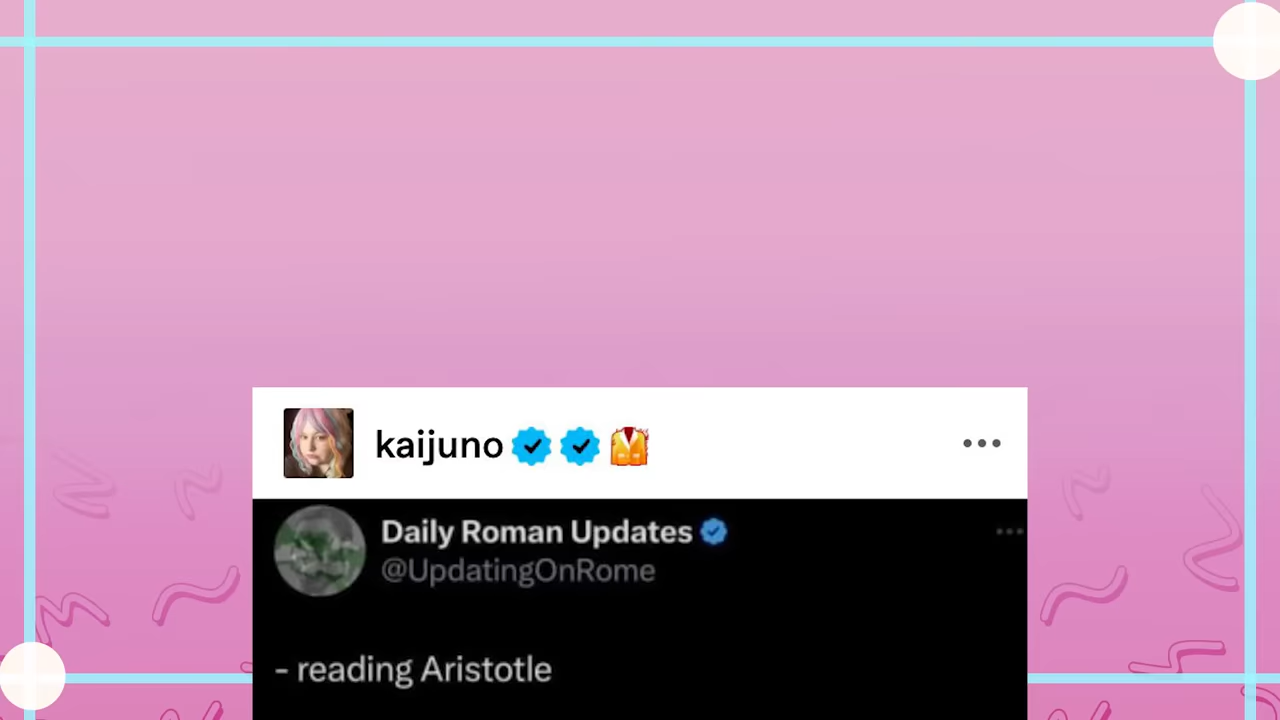 kaijuno
Daily Roman Updates
@UpdatingOnRome
- reading Aristotle